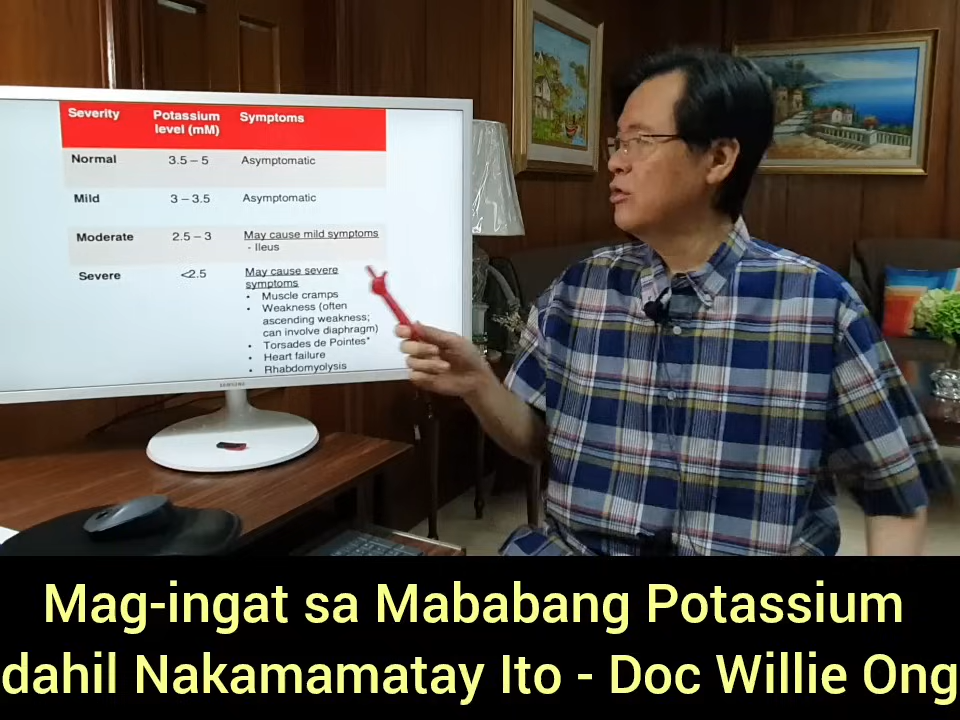 Severity Potassium level (mM) Symptoms
Normal 3.5 – 5 Asymptomatic
Mild 3 – 3.5 Asymptomatic
Moderate 2.5 – 3 May cause mild symptoms
- Ileus
Severe <2.5 May cause severe
symptoms
• Muscle cramps
• Weakness (often
ascending weakness;
can involve diaphragm)
• Torsades de Pointes*
• Heart failure
• Rhabdomyolysis
SAMSUNG
Mag-ingat sa Mababang Potassium
dahil Nakamamatay Ito - Doc Willie Ong